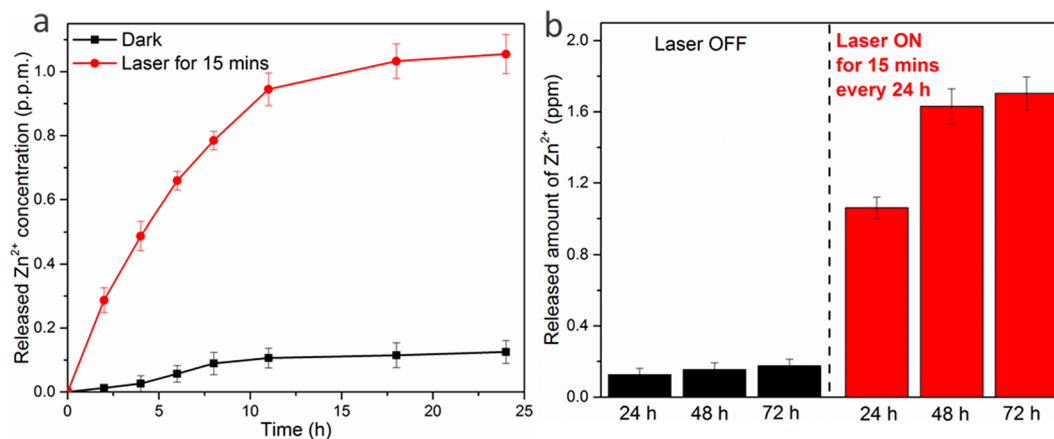 a
Dark
Laser for 15 mins
Released Zn²⁺ concentration (p.p.m.)
1.0
0.8
0.6
0.4
0.2
0.0
0 5 10 15 20 25
Time (h)
b
Laser OFF
Laser ON
for 15 mins
every 24 h
Released amount of Zn²⁺ (ppm)
2.0
1.6
1.2
0.8
0.4
0.0
24 h 48 h 72 h 24 h 48 h 72 h